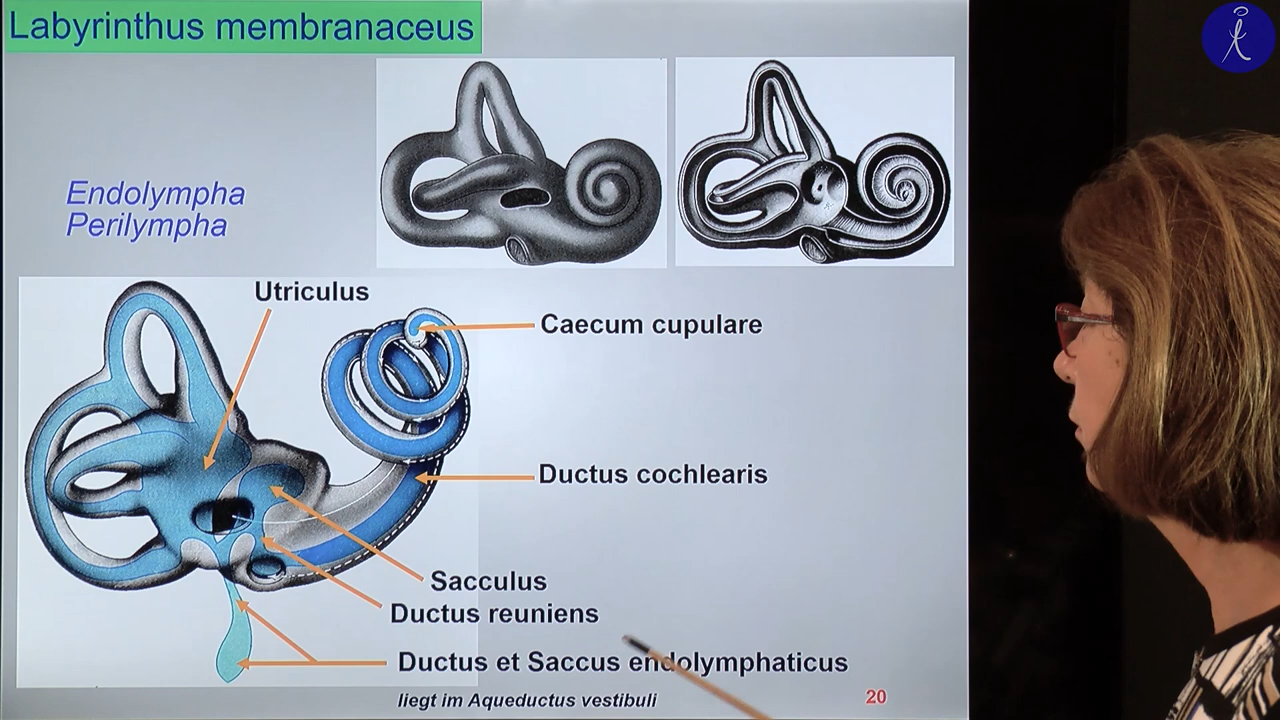 Labyrinthus membranaceus
Endolympha
Perilympha
Utriculus
Caecum cupulare
Ductus cochlearis
Sacculus
Ductus reuniens
Ductus et Saccus endolymphaticus
liegt im Aqueductus vestibuli
20